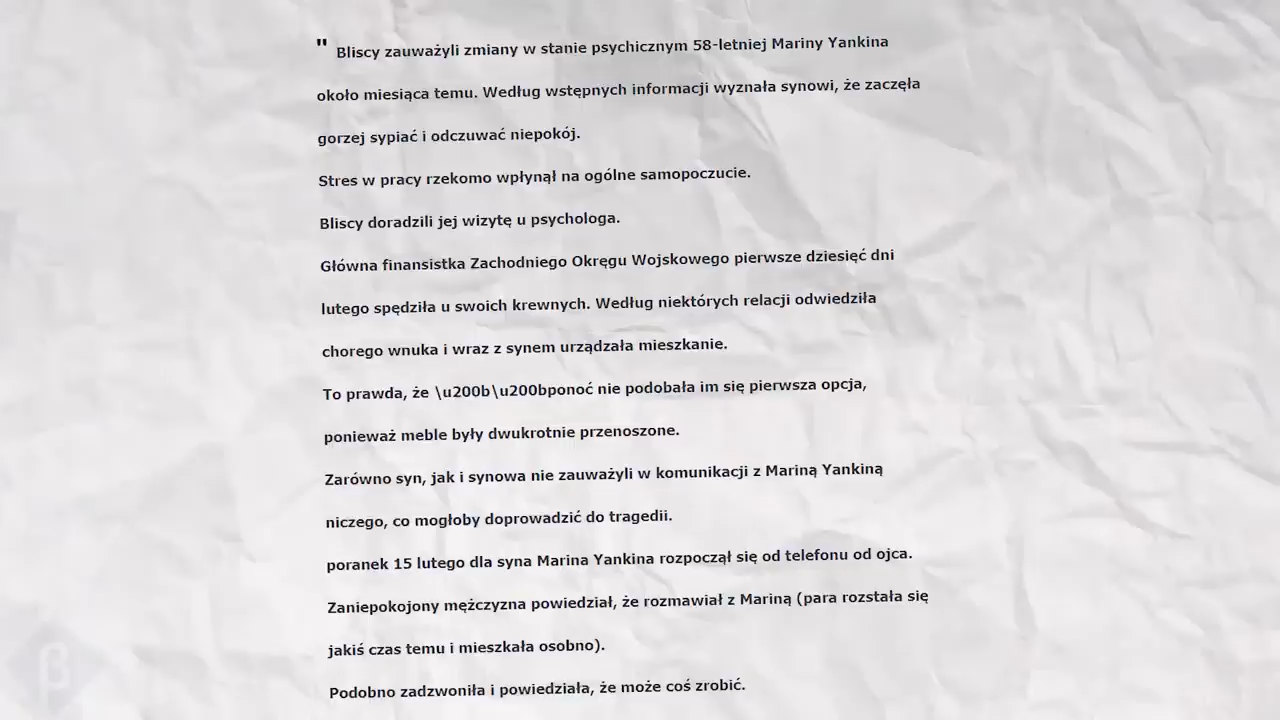 " Bliscy zauważyli zmiany w stanie psychicznym 58-letniej Mariny Yankina
około miesiąca temu. Według wstępnych informacji wyznała synowi, że zaczęła
gorzej sypiać i odczuwać niepokój.
Stres w pracy rzekomo wpłynął na ogólne samopoczucie.
Bliscy doradzili jej wizytę u psychologa.
Główna finansistka Zachodniego Okręgu Wojskowego pierwsze dziesięć dni
lutego spędziła u swoich krewnych. Według niektórych relacji odwiedziła
chorego wnuka i wraz z synem urządzała mieszkanie.
To prawda, że \u200b\u200bponoć nie podobała im się pierwsza opcja,
ponieważ meble były dwukrotnie przenoszone.
Zarówno syn, jak i synowa nie zauważyli w komunikacji z Mariną Yankiną
niczego, co mogłoby doprowadzić do tragedii.
poranek 15 lutego dla syna Marina Yankina rozpoczął się od telefonu od ojca.
Zaniepokojony mężczyzna powiedział, że rozmawiał z Mariną (para rozstała się
jakiś czas temu i mieszkała osobno).
Podobno zadzwoniła i powiedziała, że może coś zrobić.
β